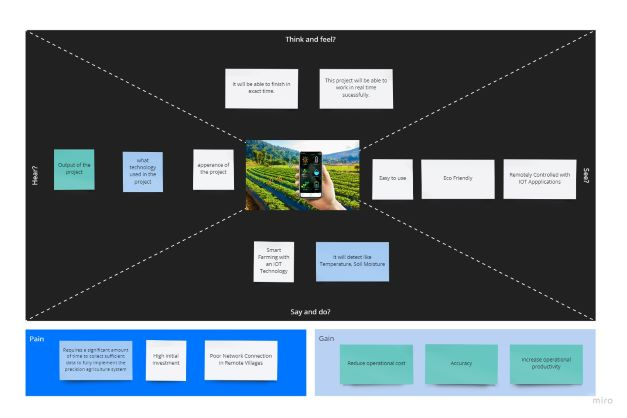 Think and feel?
It will be able to finish in
exact time.
This project will be able to
work in real time
sucessfully.
Hear?
Output of the
project
what
technology
used in the
project
apperance of
the project
Easy to use
Eco Friendly
Remotely Controlled with
IOT Appplications
See?
Smart
Farming with
an IOT
Technology
It will detect like
Temperature, Soil Moisture
Say and do?
Pain
Requires a significant amount
of time to collect sufficient
data to fully implement the
precision agriculture system
High initial
investment
Poor Network Connection
in Remote Villages
Gain
Reduce operational cost
Accuracy
Increase operational
productivity
miro